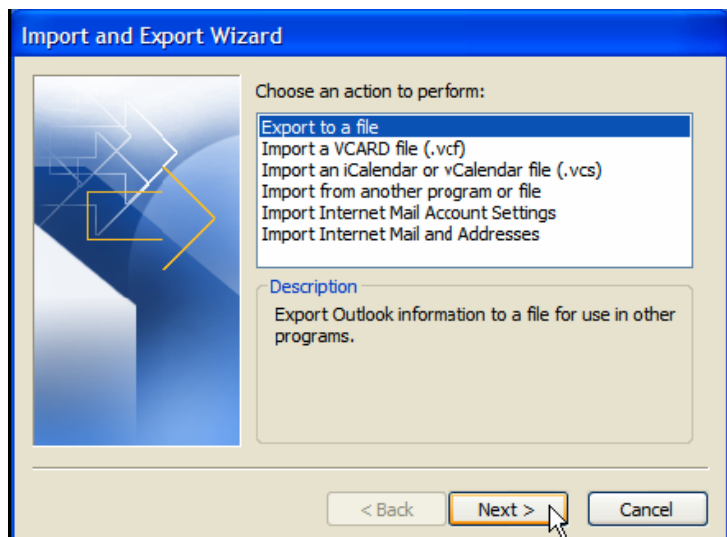 Import and Export Wizard
Choose an action to perform:
Export to a file
Import a VCARD file (.vcf)
Import an iCalendar or vCalendar file (.vcs)
Import from another program or file
Import Internet Mail Account Settings
Import Internet Mail and Addresses
Description
Export Outlook information to a file for use in other
programs.
< Back Next > Cancel